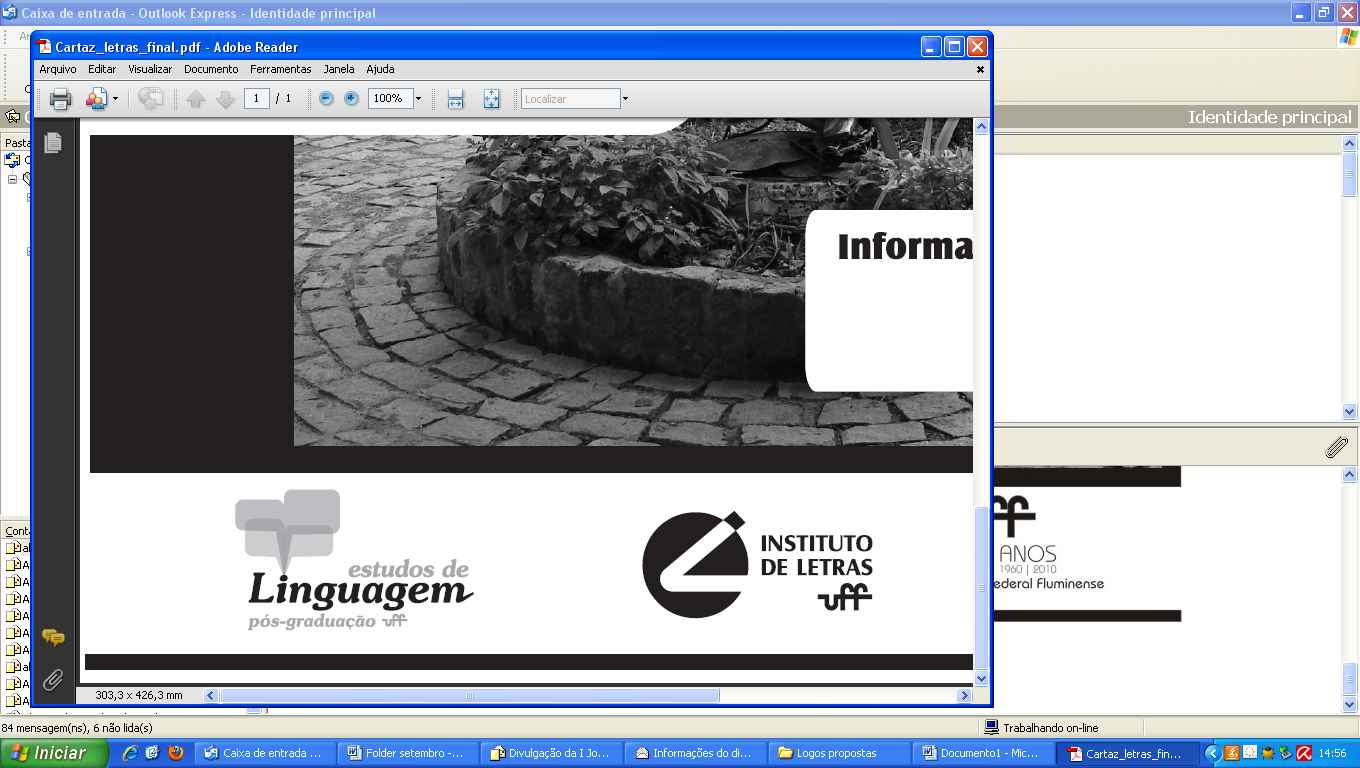 Caixa de entrada - Outlook Express - Identidade principal
Cartaz_letras_final.pdf - Adobe Reader
Arquivo Editar Visualizar Documento Ferramentas Janela Ajuda
1 / 1 100% Localizar
Identidade principal
Pasta
Informa
estudos de
Linguagem
pós-graduação uff
INSTITUTO
DE LETRAS
uff
uff
ANOS
1960 | 2010
ederal Fluminense
303,3 x 426,3 mm
84 mensagem(ns), 6 não lida(s)
Trabalhando on-line
Iniciar
Caixa de entrada ...
Folder setembro -...
Divulgação da I Jo...
Informações do di...
Logos propostas
Documento1 - Mic...
Cartaz_letras_fin...
14:56